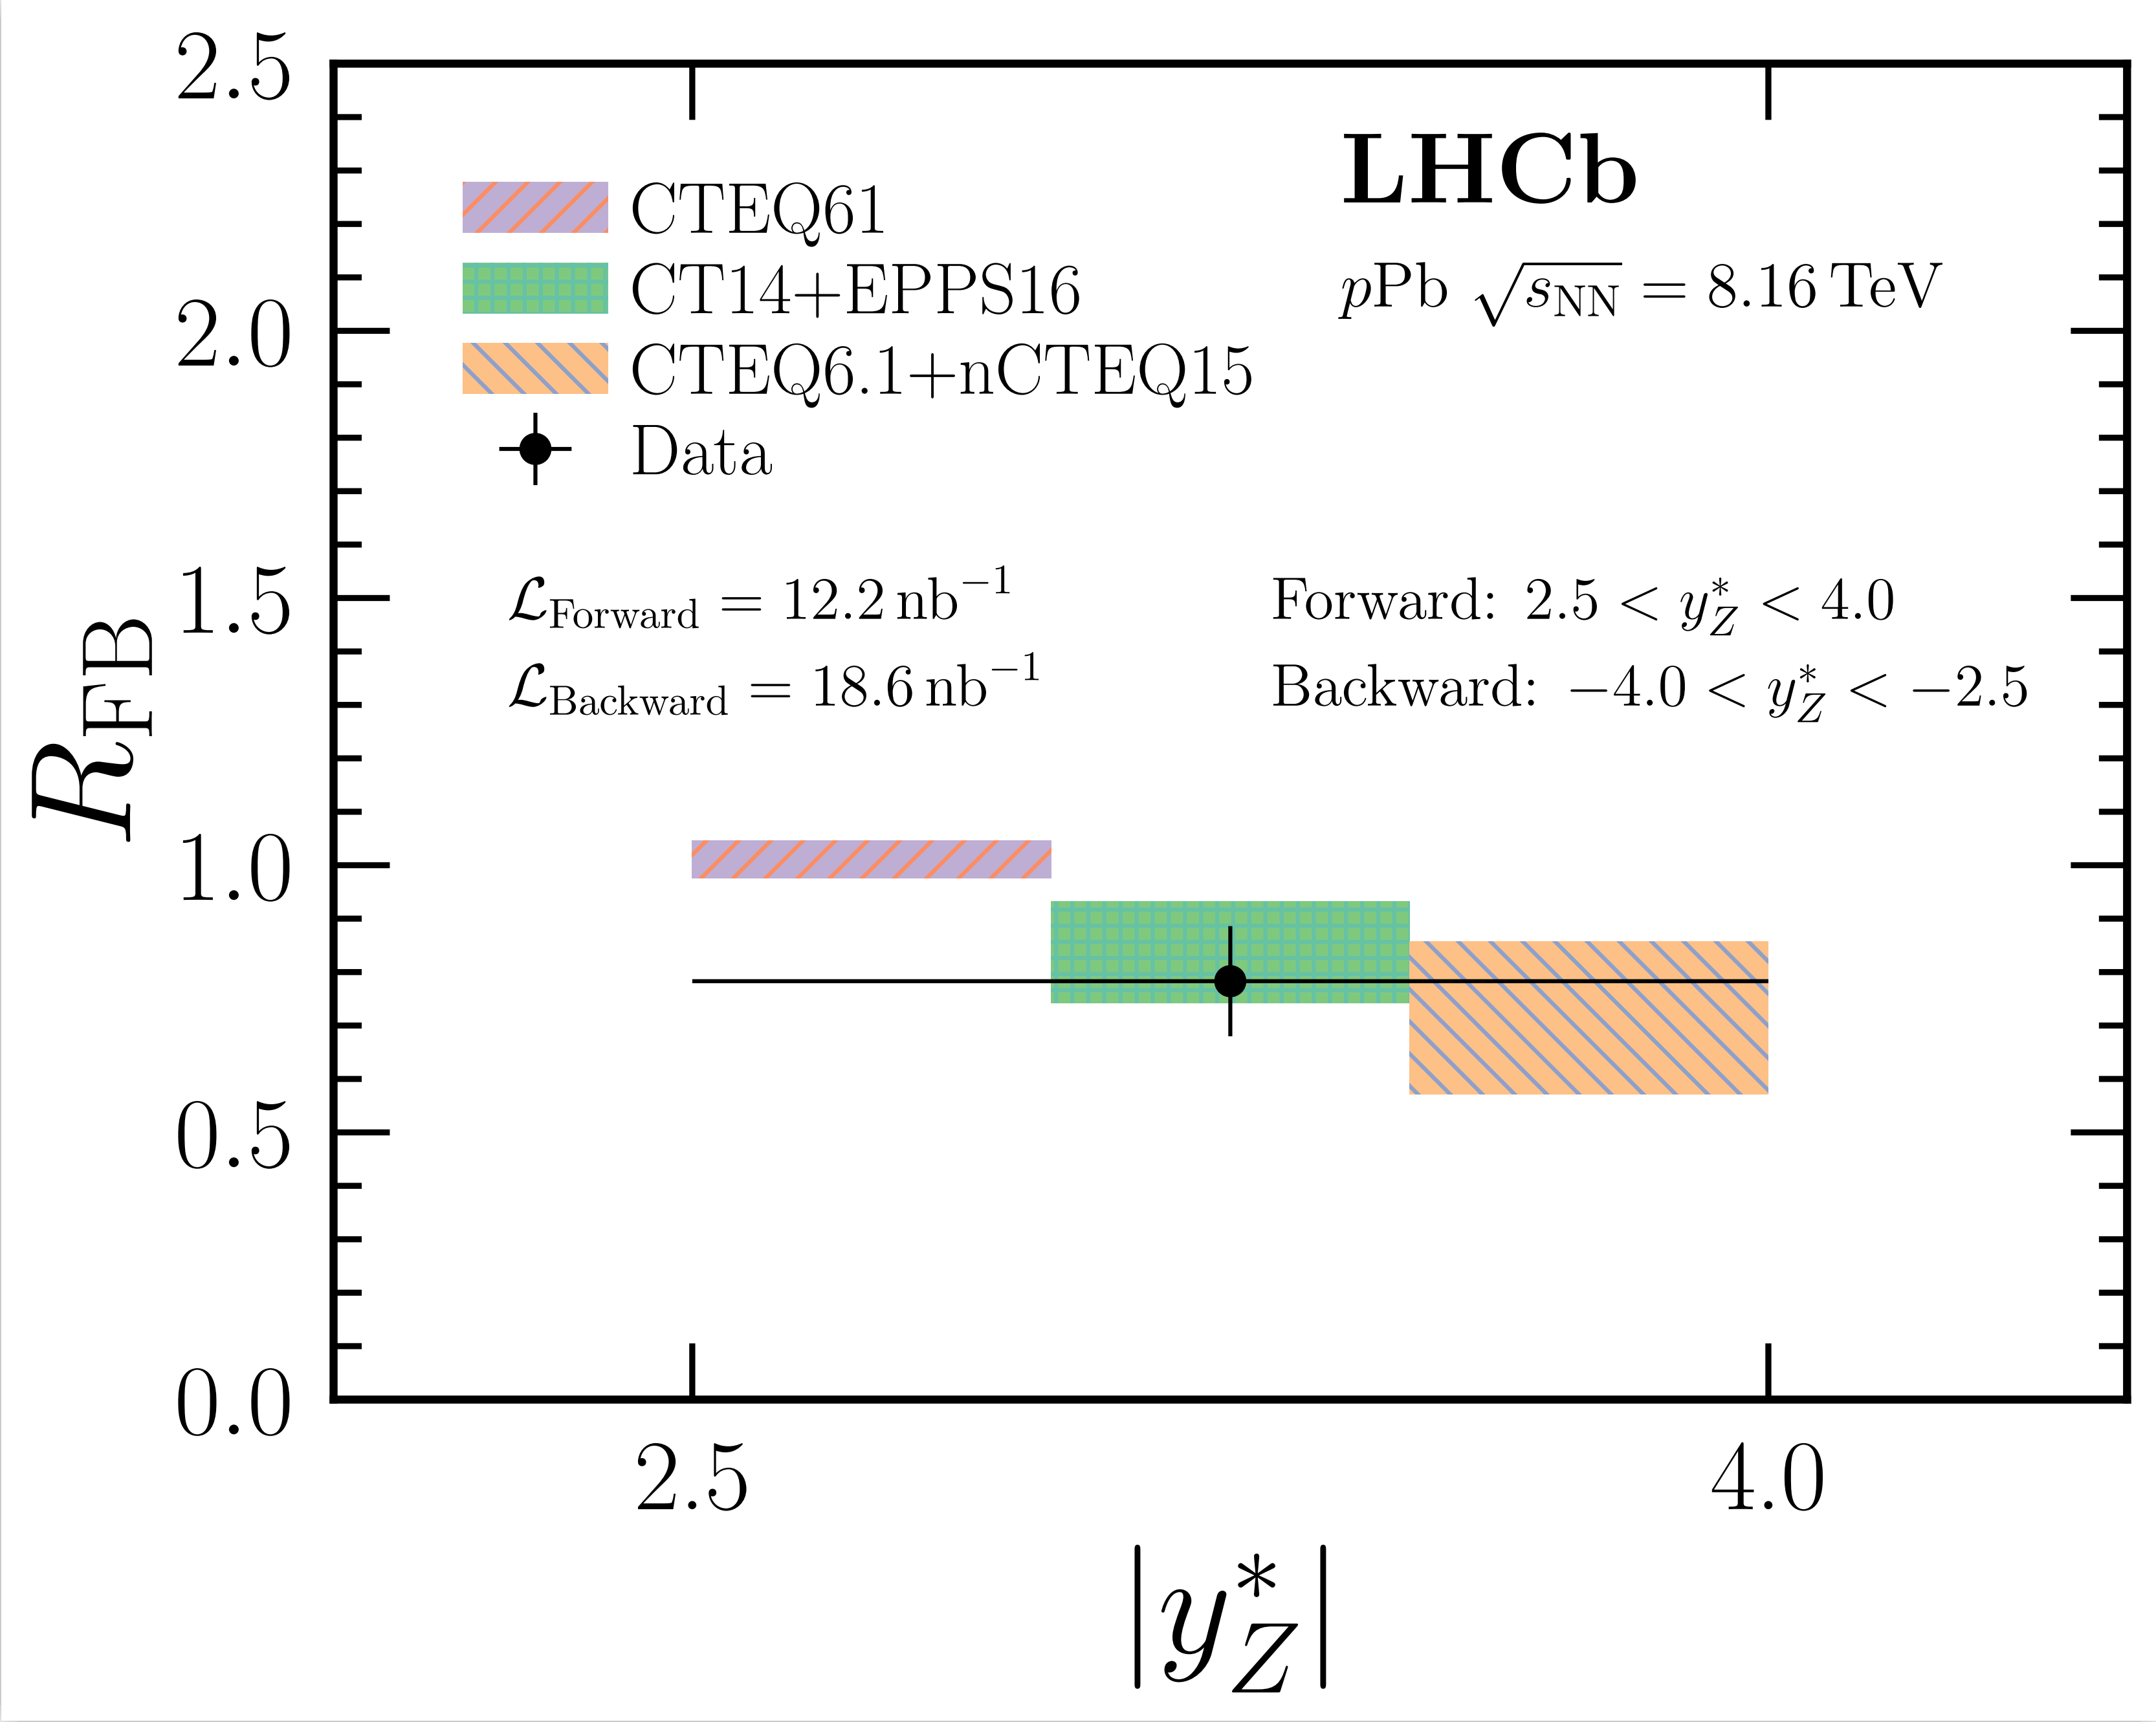 2.5
2.0
1.5
1.0
0.5
0.0
R_FB
CTEQ61
CT14+EPPS16
CTEQ6.1+nCTEQ15
Data
LHCb
pPb √s_NN = 8.16 TeV
ℒ_Forward = 12.2 nb⁻¹
ℒ_Backward = 18.6 nb⁻¹
Forward: 2.5 < y*_Z < 4.0
Backward: −4.0 < y*_Z < −2.5
2.5 4.0
|y*_Z|